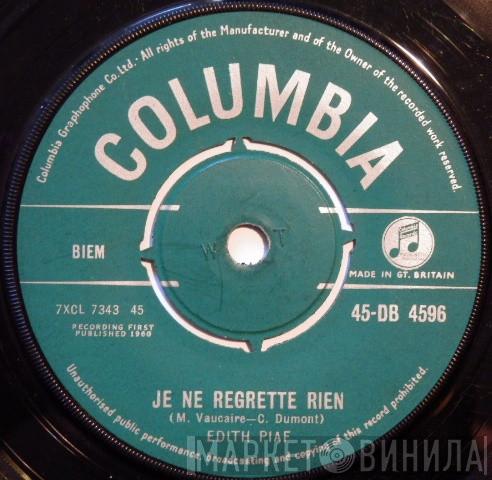 Columbia Graphophone Co. Ltd. · All rights of the Manufacturer and of the Owner of the recorded work reserved.
COLUMBIA
BIEM
W T
MADE IN GT. BRITAIN
7XCL 7343 45
45-DB 4596
RECORDING FIRST
PUBLISHED 1960
JE NE REGRETTE RIEN
(M. Vaucaire—C. Dumont)
EDITH PIAF
Unauthorised public performance, broadcasting and copying of this record prohibited.
МАРКЕТ ВИНИЛА